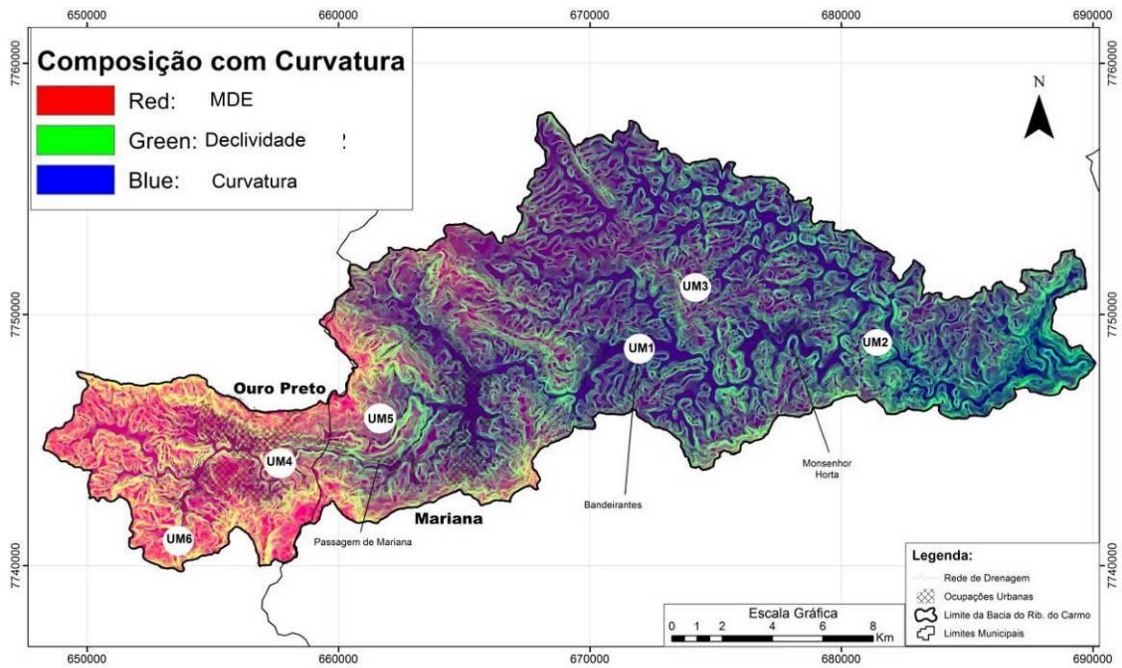 650000 660000 670000 680000 690000
Composição com Curvatura
Red: MDE
Green: Declividade :
Blue: Curvatura
N
7760000
7760000
7750000
7750000
7740000
7740000
UM3
UM1
UM2
Ouro Preto
UM5
UM4
UM6
Mariana
Passagem de Mariana
Bandeirantes
Monsenhor
Horta
Legenda:
Rede de Drenagem
Ocupações Urbanas
Limite da Bacia do Rib. do Carmo
Limites Municipais
Escala Gráfica
0 1 2 4 6 8
Km
650000 660000 670000 680000 690000